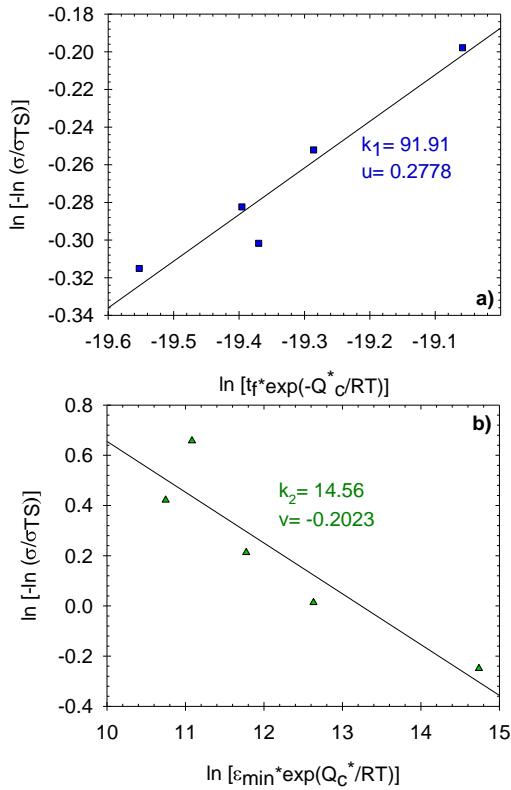 -0.18
-0.20
-0.22
-0.24
-0.26
-0.28
-0.30
-0.32
-0.34
ln [-ln (σ/σTS)]
k1= 91.91
u= 0.2778
a)
-19.6 -19.5 -19.4 -19.3 -19.2 -19.1
ln [tf*exp(-Q*c/RT)]
0.8
0.6
0.4
0.2
0.0
-0.2
-0.4
ln [-ln (σ/σTS)]
b)
k2= 14.56
v= -0.2023
10 11 12 13 14 15
ln [εmin*exp(Qc*/RT)]